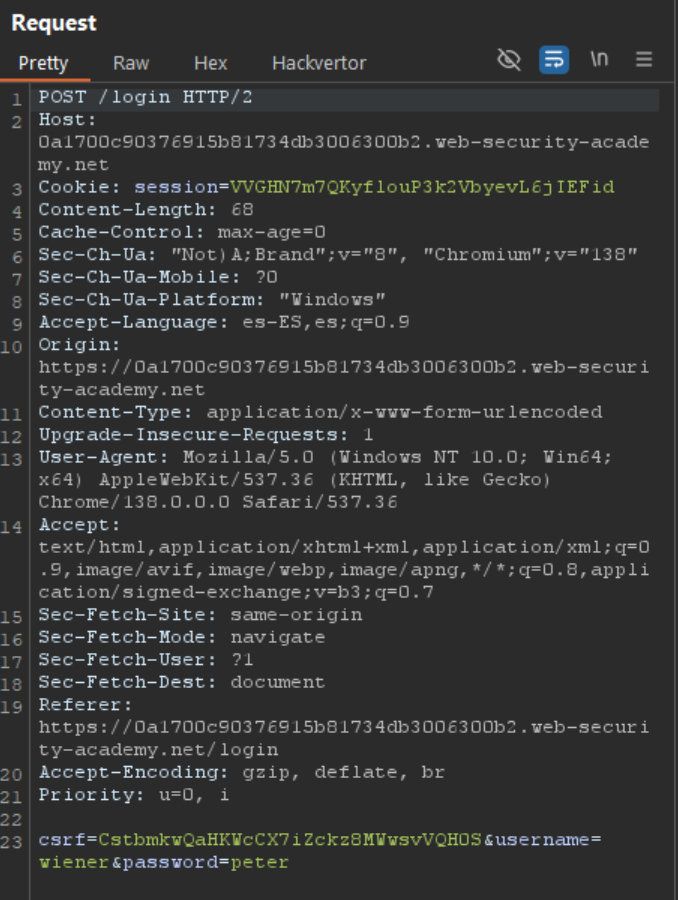 Request
Pretty Raw Hex Hackvertor \n
1 POST /login HTTP/2
2 Host:
0a1700c90376915b81734db3006300b2.web-security-acade
my.net
3 Cookie: session=VVGHN7m7QKyflouP3k2VbyevL6jIEFid
4 Content-Length: 68
5 Cache-Control: max-age=0
6 Sec-Ch-Ua: "Not)A;Brand";v="8", "Chromium";v="138"
7 Sec-Ch-Ua-Mobile: ?0
8 Sec-Ch-Ua-Platform: "Windows"
9 Accept-Language: es-ES,es;q=0.9
10 Origin:
https://0a1700c90376915b81734db3006300b2.web-securi
ty-academy.net
11 Content-Type: application/x-www-form-urlencoded
12 Upgrade-Insecure-Requests: 1
13 User-Agent: Mozilla/5.0 (Windows NT 10.0; Win64;
x64) AppleWebKit/537.36 (KHTML, like Gecko)
Chrome/138.0.0.0 Safari/537.36
14 Accept:
text/html,application/xhtml+xml,application/xml;q=0
.9,image/avif,image/webp,image/apng,*/*;q=0.8,appli
cation/signed-exchange;v=b3;q=0.7
15 Sec-Fetch-Site: same-origin
16 Sec-Fetch-Mode: navigate
17 Sec-Fetch-User: ?1
18 Sec-Fetch-Dest: document
19 Referer:
https://0a1700c90376915b81734db3006300b2.web-securi
ty-academy.net/login
20 Accept-Encoding: gzip, deflate, br
21 Priority: u=0, i
22
23 csrf=CstbmkwQaHKWcCX7iZckz8MWwsvVQHOS&username=
wiener&password=peter